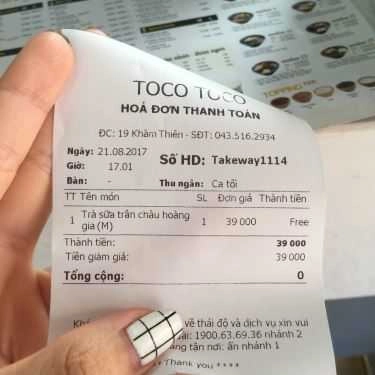 TOCO TOCO
HOÁ ĐƠN THANH TOÁN
ĐC: 19 Khâm Thiên - SĐT: 043.516.2934
Ngày: 21.08.2017 Số HD: Takeway1114
Giờ: 17.01
Bàn: - Thu ngân: Ca tối
TT Tên món SL Đơn giá Thành tiền
1 Trà sữa trân châu hoàng 1 39 000 Free
gia (M)
Thành tiền: 39 000
Tiền giảm giá: 39 000
Tổng cộng: 0
về thái độ và dịch vụ xin vui
1900.63.69.36 nhánh 2
tận nơi: ấn nhánh 1
Thank you ****
TOPPING